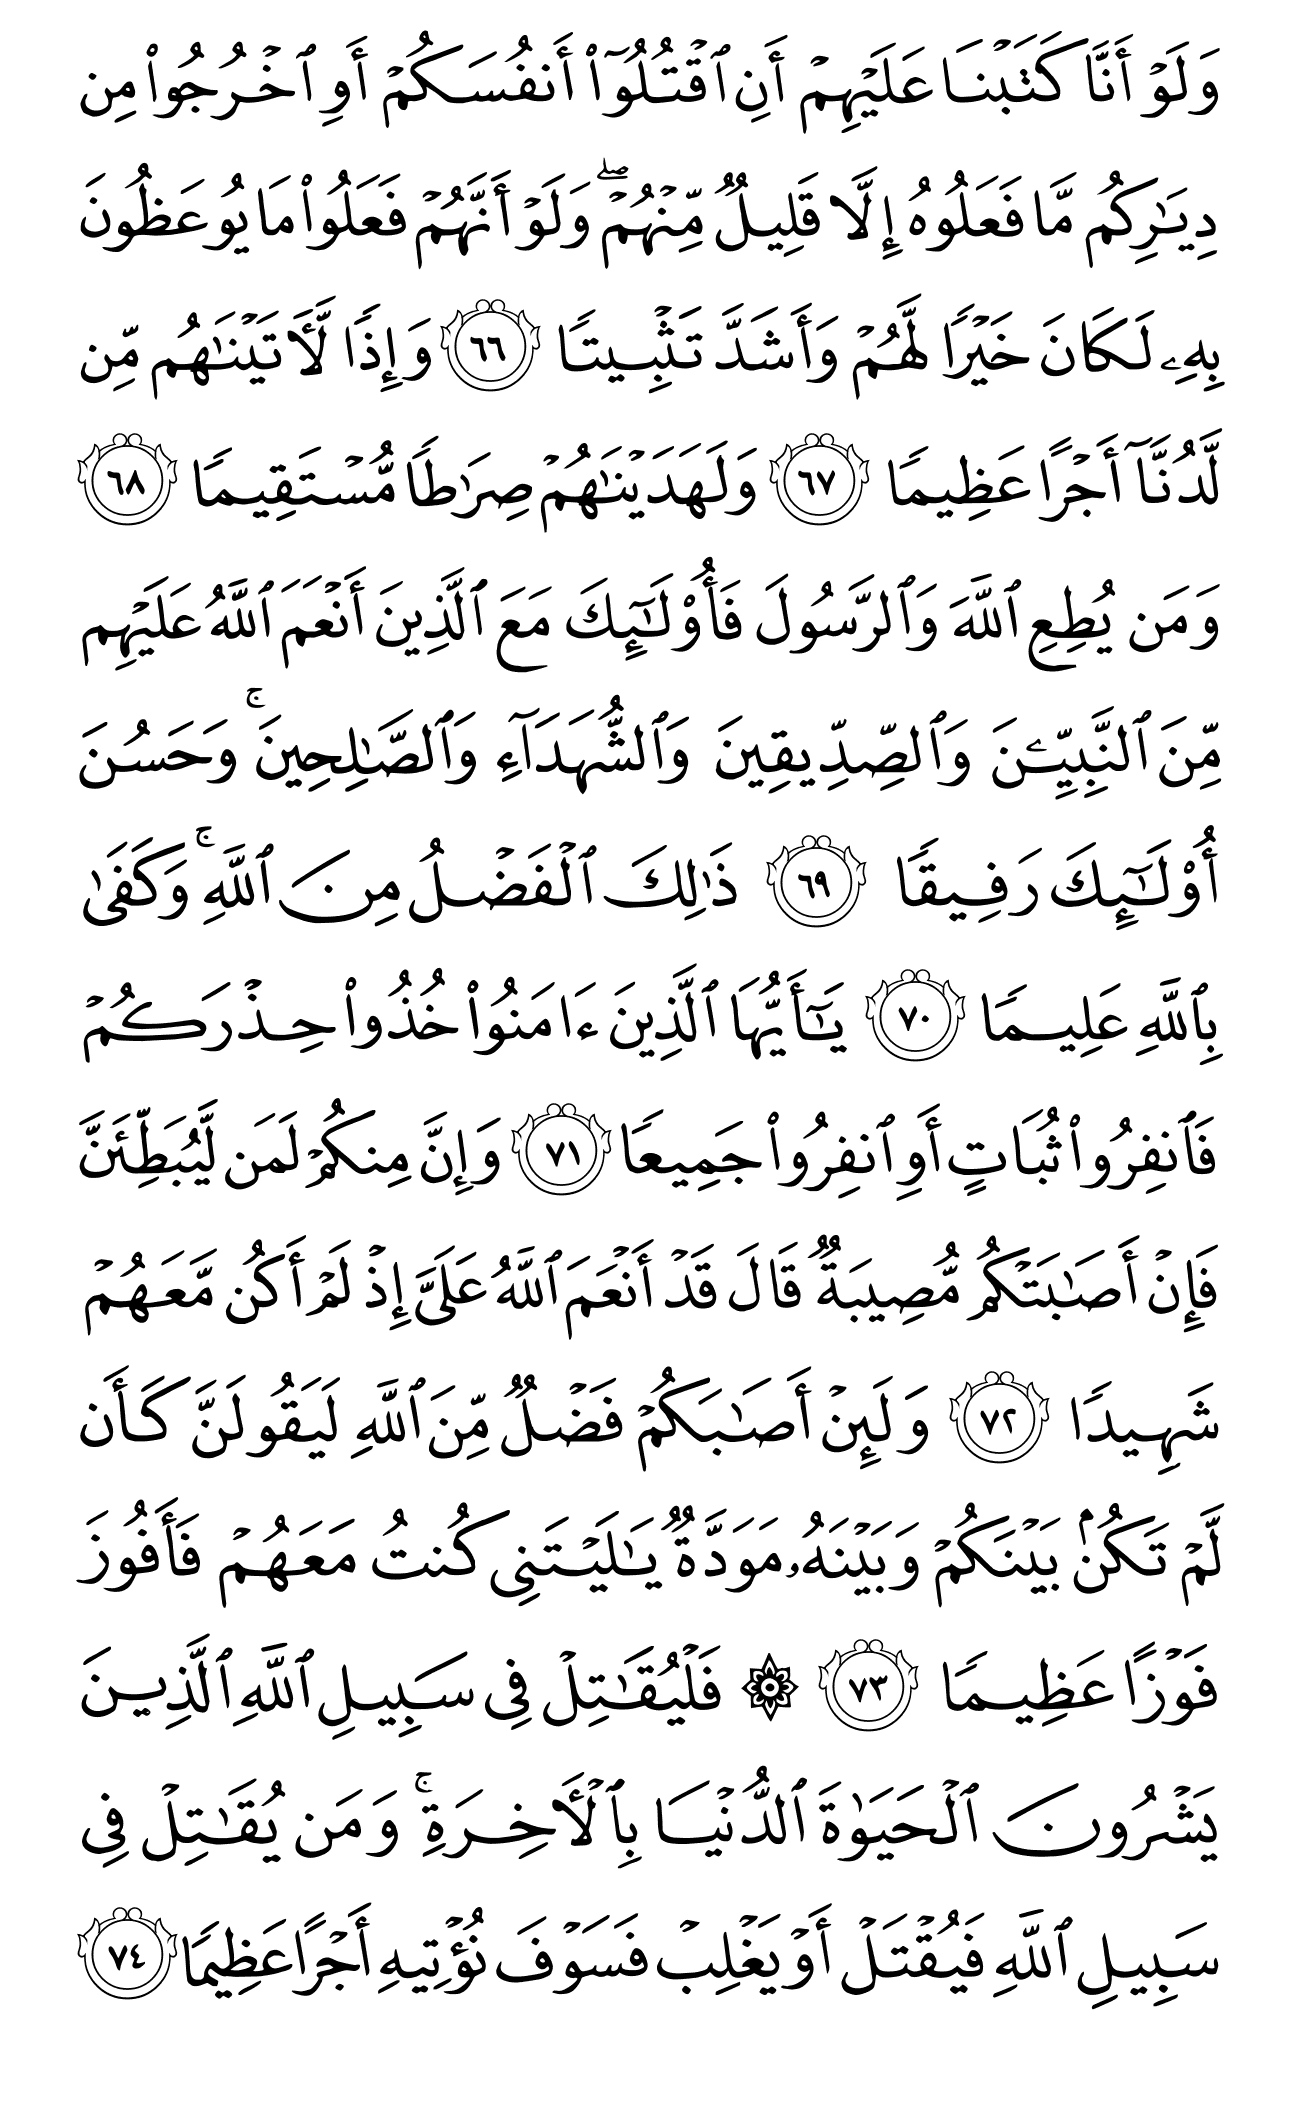 وَلَوۡ أَنَّا كَتَبۡنَا عَلَيۡهِمۡ أَنِ ٱقۡتُلُوٓاْ أَنفُسَكُمۡ أَوِ ٱخۡرُجُواْ مِن
دِيَٰرِكُم مَّا فَعَلُوهُ إِلَّا قَلِيلٞ مِّنۡهُمۡۖ وَلَوۡ أَنَّهُمۡ فَعَلُواْ مَا يُوعَظُونَ
بِهِۦ لَكَانَ خَيۡرٗا لَّهُمۡ وَأَشَدَّ تَثۡبِيتٗا ٦٦ وَإِذٗا لَّأٓتَيۡنَٰهُم مِّن
لَّدُنَّآ أَجۡرًا عَظِيمٗا ٦٧ وَلَهَدَيۡنَٰهُمۡ صِرَٰطٗا مُّسۡتَقِيمٗا ٦٨
وَمَن يُطِعِ ٱللَّهَ وَٱلرَّسُولَ فَأُوْلَٰٓئِكَ مَعَ ٱلَّذِينَ أَنۡعَمَ ٱللَّهُ عَلَيۡهِم
مِّنَ ٱلنَّبِيِّـۧنَ وَٱلصِّدِّيقِينَ وَٱلشُّهَدَآءِ وَٱلصَّٰلِحِينَۚ وَحَسُنَ
أُوْلَٰٓئِكَ رَفِيقٗا ٦٩ ذَٰلِكَ ٱلۡفَضۡلُ مِنَ ٱللَّهِۚ وَكَفَىٰ
بِٱللَّهِ عَلِيمٗا ٧٠ يَٰٓأَيُّهَا ٱلَّذِينَ ءَامَنُواْ خُذُواْ حِذۡرَكُمۡ
فَٱنفِرُواْ ثُبَاتٍ أَوِ ٱنفِرُواْ جَمِيعٗا ٧١ وَإِنَّ مِنكُمۡ لَمَن لَّيُبَطِّئَنَّ
فَإِنۡ أَصَٰبَتۡكُم مُّصِيبَةٞ قَالَ قَدۡ أَنۡعَمَ ٱللَّهُ عَلَيَّ إِذۡ لَمۡ أَكُن مَّعَهُمۡ
شَهِيدٗا ٧٢ وَلَئِنۡ أَصَٰبَكُمۡ فَضۡلٞ مِّنَ ٱللَّهِ لَيَقُولَنَّ كَأَن
لَّمۡ تَكُنۢ بَيۡنَكُمۡ وَبَيۡنَهُۥ مَوَدَّةٞ يَٰلَيۡتَنِي كُنتُ مَعَهُمۡ فَأَفُوزَ
فَوۡزًا عَظِيمٗا ٧٣ ۞ فَلۡيُقَٰتِلۡ فِي سَبِيلِ ٱللَّهِ ٱلَّذِينَ
يَشۡرُونَ ٱلۡحَيَوٰةَ ٱلدُّنۡيَا بِٱلۡأٓخِرَةِۚ وَمَن يُقَٰتِلۡ فِي
سَبِيلِ ٱللَّهِ فَيُقۡتَلۡ أَوۡ يَغۡلِبۡ فَسَوۡفَ نُؤۡتِيهِ أَجۡرًا عَظِيمٗا ٧٤